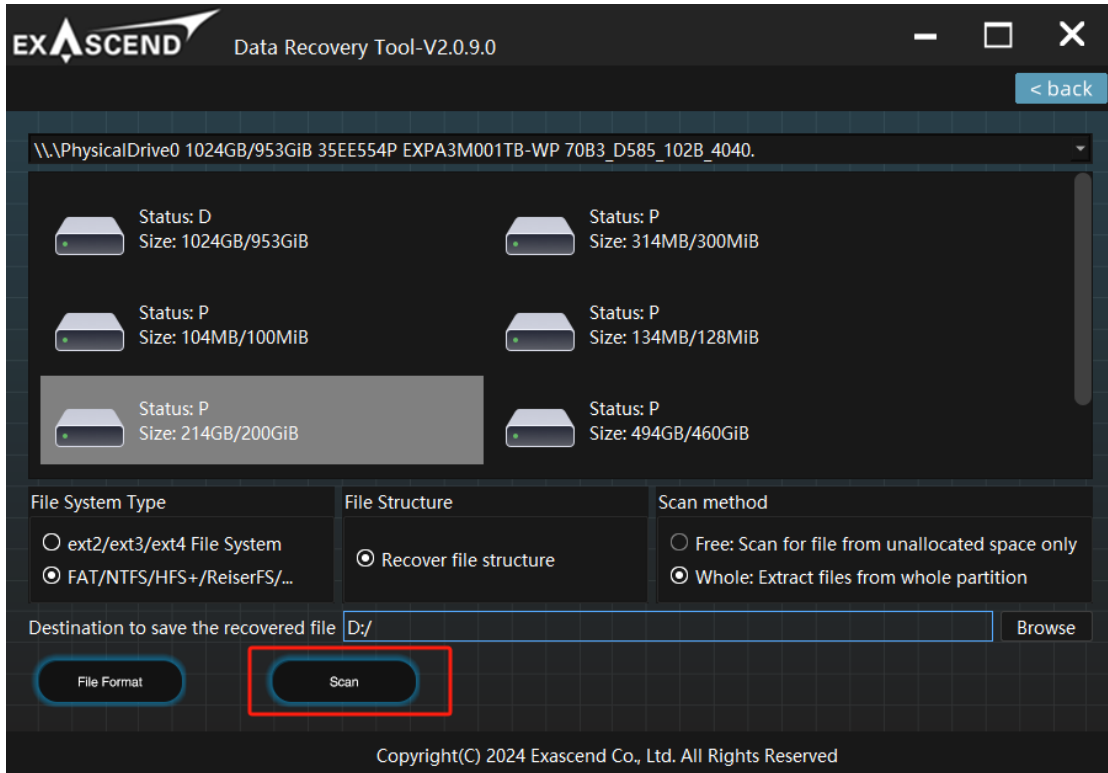 EXASCEND
Data Recovery Tool-V2.0.9.0
< back
\\.\PhysicalDrive0 1024GB/953GiB 35EE554P EXPA3M001TB-WP 70B3_D585_102B_4040.
Status: D
Size: 1024GB/953GiB
Status: P
Size: 314MB/300MiB
Status: P
Size: 104MB/100MiB
Status: P
Size: 134MB/128MiB
Status: P
Size: 214GB/200GiB
Status: P
Size: 494GB/460GiB
File System Type
ext2/ext3/ext4 File System
FAT/NTFS/HFS+/ReiserFS/...
File Structure
Recover file structure
Scan method
Free: Scan for file from unallocated space only
Whole: Extract files from whole partition
Destination to save the recovered file D:/
Browse
File Format
Scan
Copyright(C) 2024 Exascend Co., Ltd. All Rights Reserved